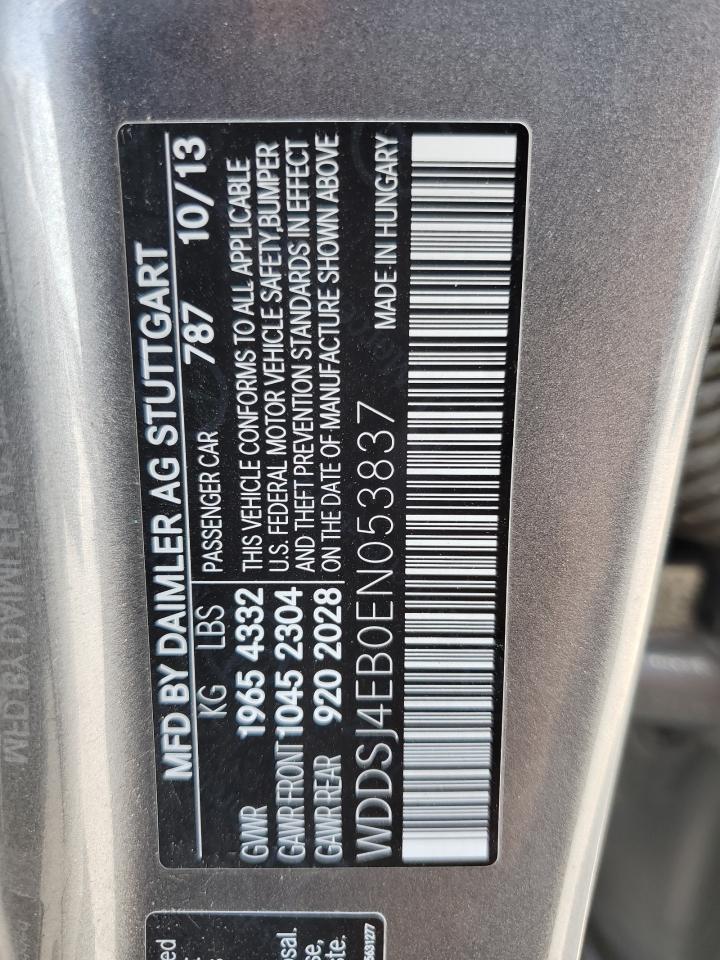 MFD BY DAIMLER AG STUTTGART
KG LBS PASSENGER CAR 787 10/13
GVWR 1965 4332
GAWR FRONT 1045 2304
GAWR REAR 920 2028
THIS VEHICLE CONFORMS TO ALL APPLICABLE
U.S. FEDERAL MOTOR VEHICLE SAFETY,BUMPER
AND THEFT PREVENTION STANDARDS IN EFFECT
ON THE DATE OF MANUFACTURE SHOWN ABOVE
WDDSJ4EB0EN053837 MADE IN HUNGARY